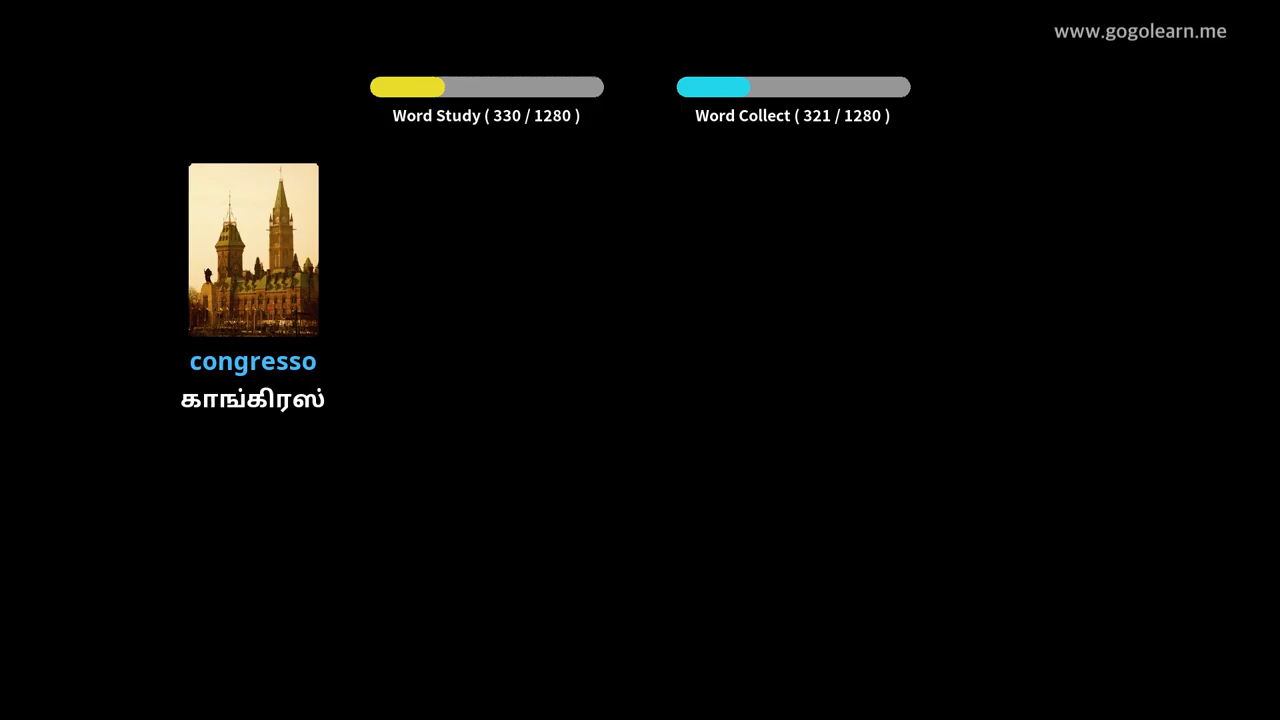 www.gogolearn.me
Word Study ( 330 / 1280 )
Word Collect ( 321 / 1280 )
congresso
காங்கிரஸ்